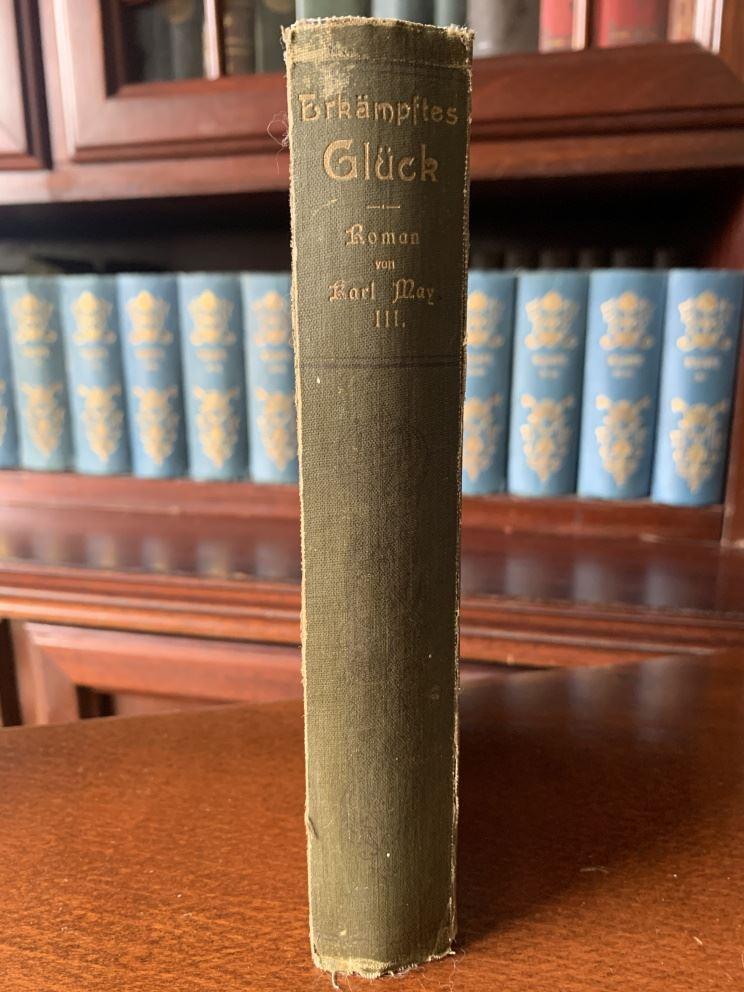 Erkämpftes
Glück
Roman
von
Karl May
III.